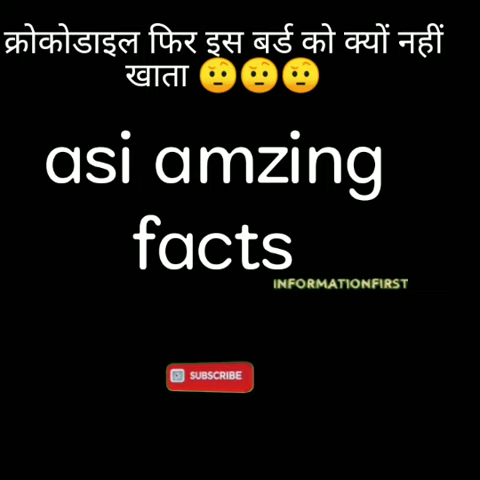 क्रोकोडाइल फिर इस बर्ड को क्यों नहीं
खाता 🤨🤨🤨
asi amzing
facts
INFORMATIONFIRST
SUBSCRIBE